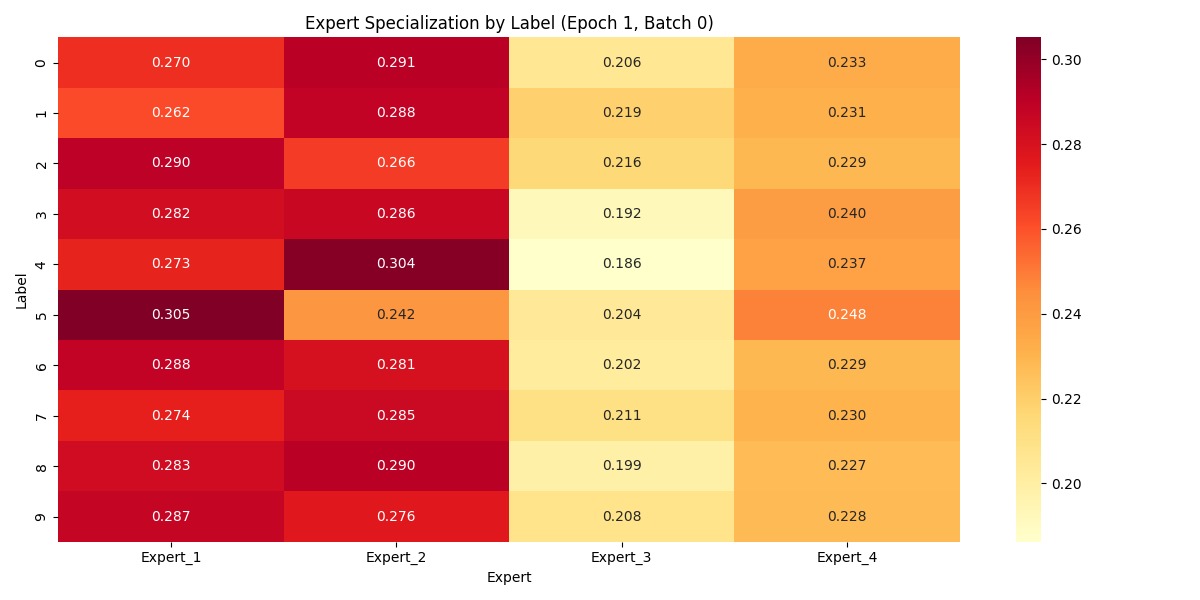 Expert Specialization by Label (Epoch 1, Batch 0)
0 0.270 0.291 0.206 0.233
1 0.262 0.288 0.219 0.231
2 0.290 0.266 0.216 0.229
3 0.282 0.286 0.192 0.240
4 0.273 0.304 0.186 0.237
5 0.305 0.242 0.204 0.248
6 0.288 0.281 0.202 0.229
7 0.274 0.285 0.211 0.230
8 0.283 0.290 0.199 0.227
9 0.287 0.276 0.208 0.228
Label
Expert_1 Expert_2 Expert_3 Expert_4
Expert
0.30
0.28
0.26
0.24
0.22
0.20